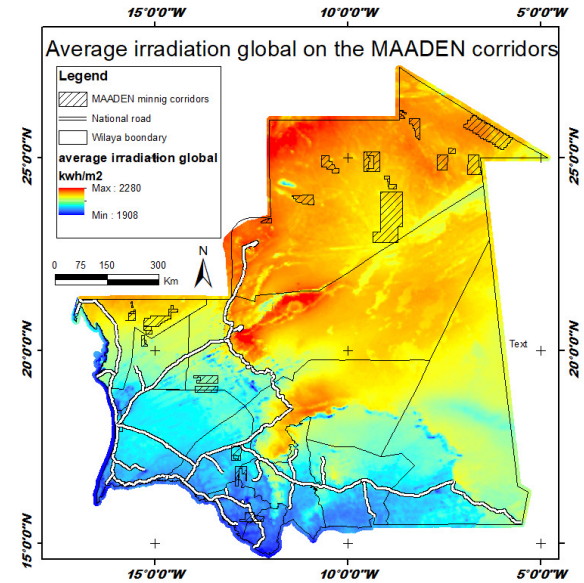 15°0'0"W 10°0'0"W 5°0'0"W
Average irradiation global on the MAADEN corridors
Legend
MAADEN minnig corridors
National road
Wilaya boundary
average irradiation global
kwh/m2
Max : 2280
Min : 1908
25°0'0"N
25°0'0"N
N
0 75 150 300
Km
20°0'0"N
Text
20°0'0"N
15°0'0"N
15°0'0"N
15°0'0"W 10°0'0"W 5°0'0"W